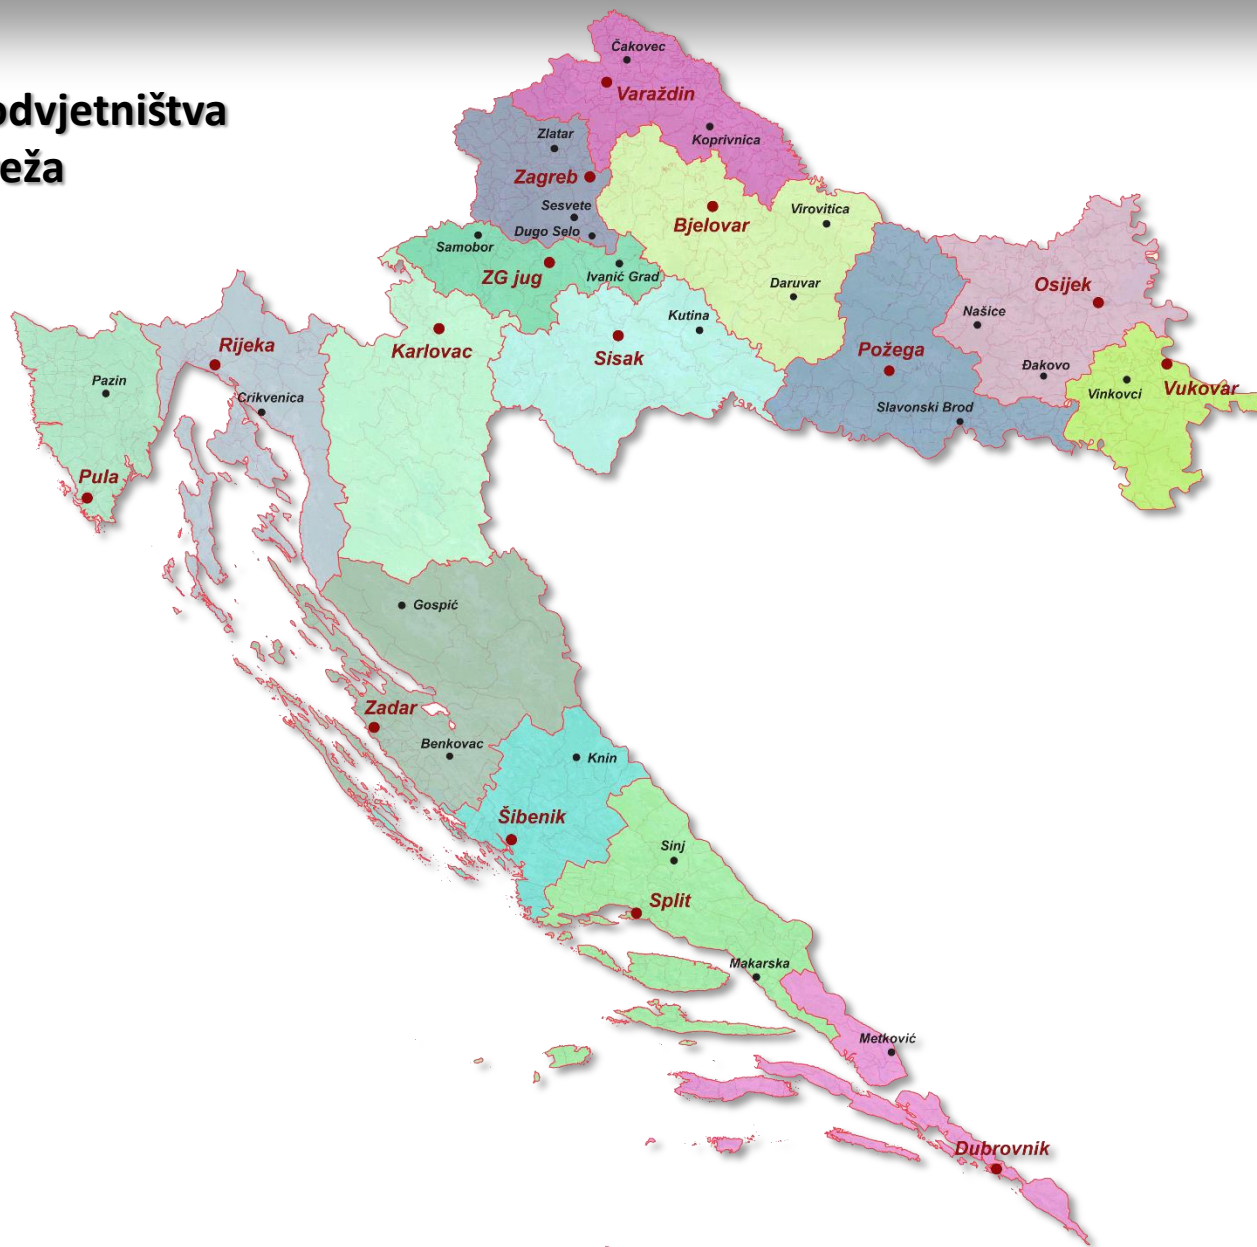 Čakovec
odvjetništva
Varaždin
Zlatar
Koprivnica
Zagreb
Sesvete
Virovitica
Bjelovar
Dugo Selo
Samobor
ZG jug
Ivanić Grad
Daruvar
Osijek
Našice
Kutina
Rijeka
Karlovac
Sisak
Požega
Đakovo
Pazin
Vinkovci
Vukovar
Crikvenica
Slavonski Brod
Pula
Gospić
Zadar
Benkovac
Knin
Šibenik
Sinj
Split
Makarska
Metković
Dubrovnik